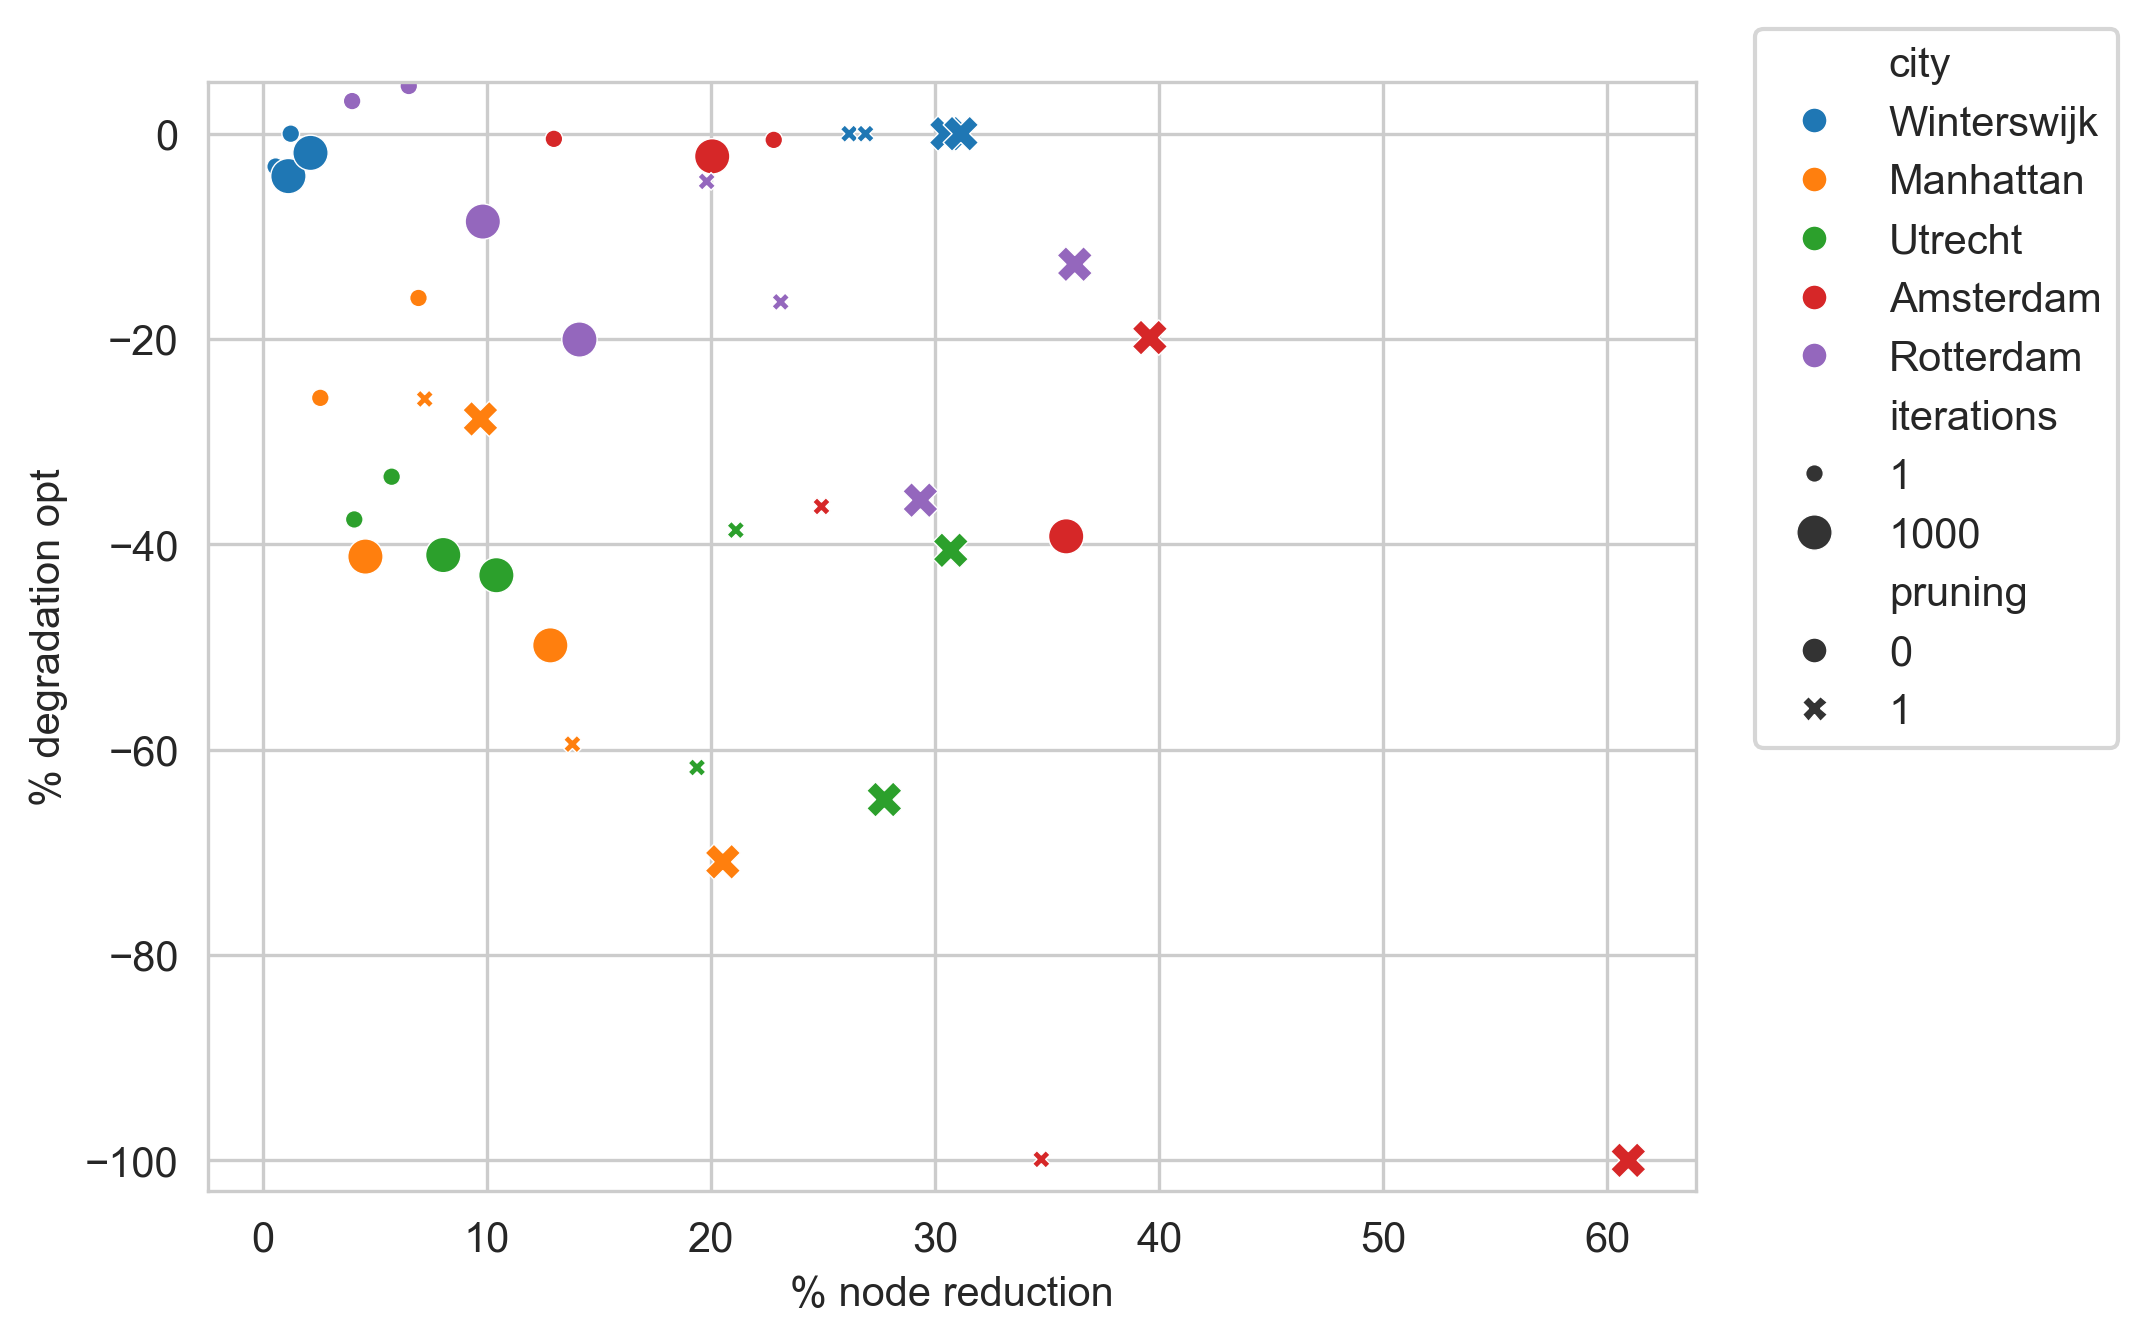 city
Winterswijk
Manhattan
Utrecht
Amsterdam
Rotterdam
iterations
1
1000
pruning
0
1
% degradation opt
0
−20
−40
−60
−80
−100
0 10 20 30 40 50 60
% node reduction